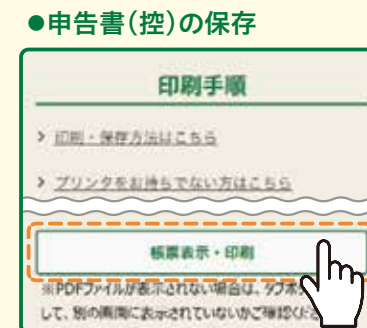 ●申告書（控）の保存
印刷手順
> 印刷・保存方法はこちら
> プリンタをお持ちでない方はこちら
帳票表示・印刷
※PDFファイルが表示されない場合は、タブ
して、別の画面に表示されていないかご確認くだ